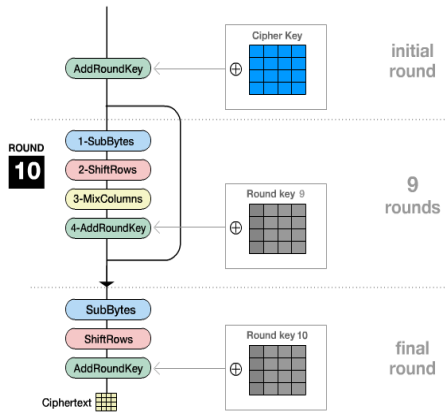 Cipher Key
AddRoundKey
initial
round
ROUND
10
1-SubBytes
2-ShiftRows
3-MixColumns
4-AddRoundKey
Round key 9
9
rounds
SubBytes
ShiftRows
AddRoundKey
Round key 10
final
round
Ciphertext